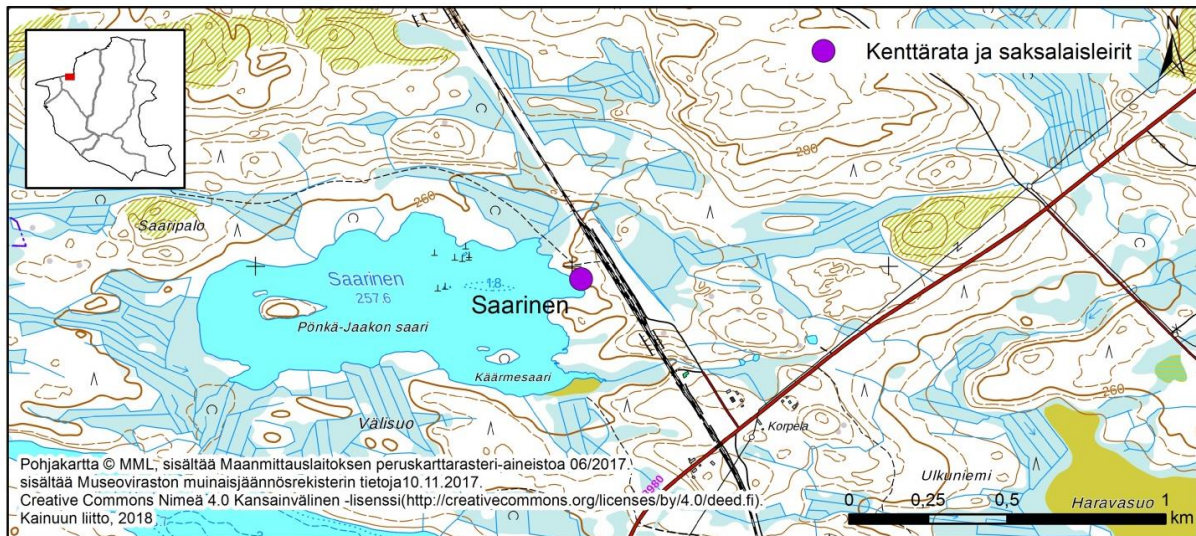 N
Kenttärata ja saksalaisleirit
280
260
Saaripalo
Saarinen
257.6
1.8
Saarinen
Pönkä-Jaakon saari
Käärmesaari
260
Välisuo
Korpela
Ulkuniemi
Haravasuo
8980
Pohjakartta © MML, sisältää Maanmittauslaitoksen peruskarttarasteri-aineistoa 06/2017.
sisältää Museoviraston muinaisjäännösrekisterin tietoja10.11.2017.
Creative Commons Nimeä 4.0 Kansainvälinen -lisenssi(http://creativecommons.org/licenses/by/4.0/deed.fi).
Kainuun liitto, 2018
0 0,25 0,5 1
km